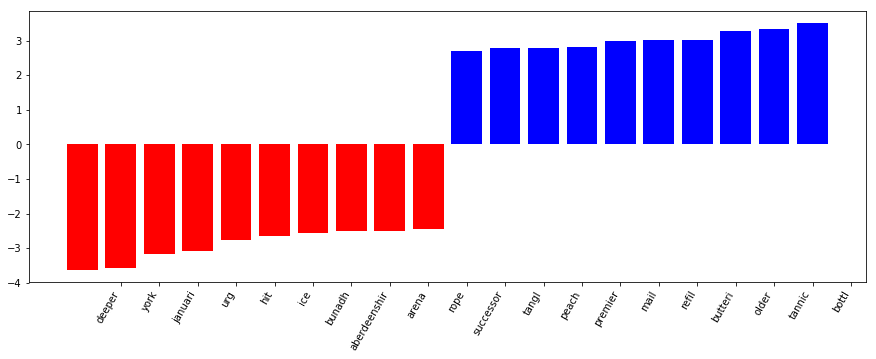 3
2
1
0
−1
−2
−3
−4
deeper
york
januari
urg
hit
ice
bunadh
aberdeenshir
arena
rope
successor
tangl
peach
premier
mail
refil
butteri
older
tannic
bottl